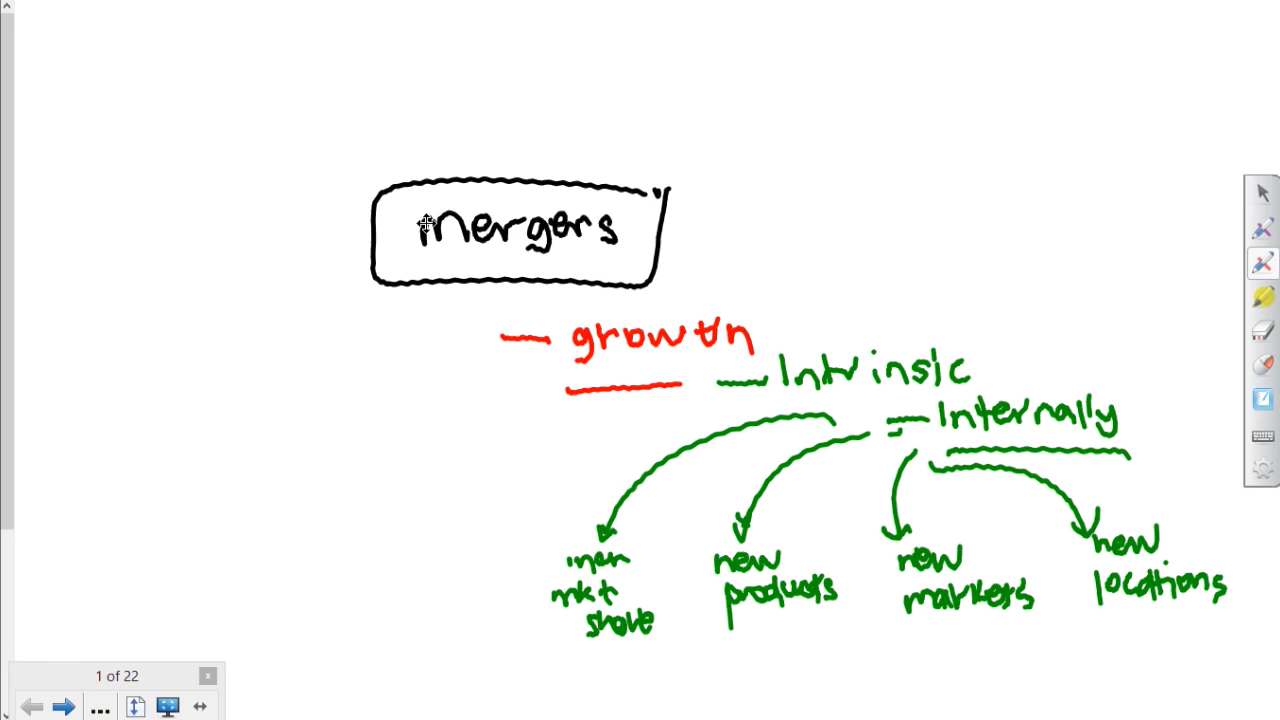 mergers
— growth
— Intrinsic
— Internally
incr
mkt
share
new
products
new
markets
new
locations
1 of 22